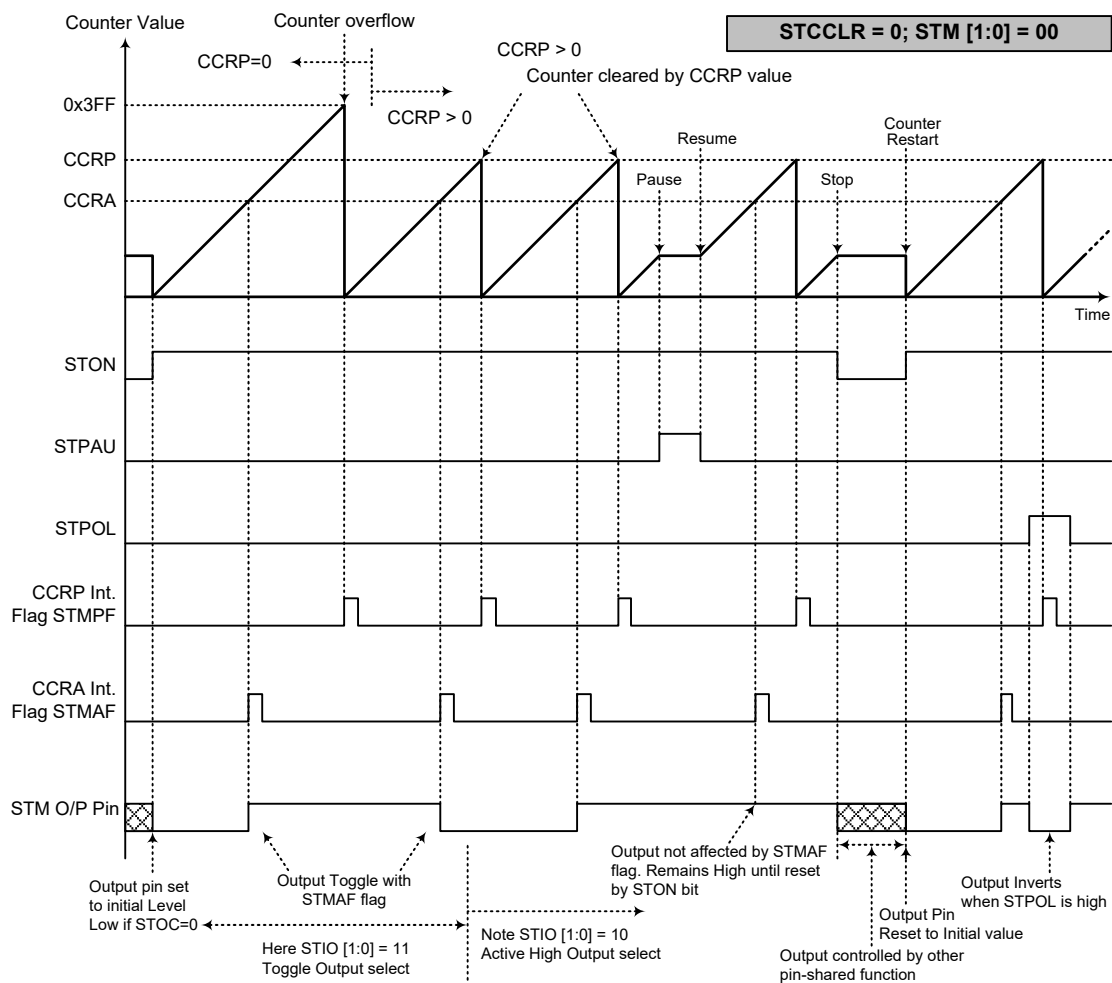 Counter Value
Counter overflow
STCCLR = 0; STM [1:0] = 00
CCRP=0
CCRP > 0
CCRP > 0
Counter cleared by CCRP value
0x3FF
CCRP
CCRA
Pause
Resume
Stop
Counter
Restart
Time
STON
STPAU
STPOL
CCRP Int.
Flag STMPF
CCRA Int.
Flag STMAF
STM O/P Pin
Output pin set
to initial Level
Low if STOC=0
Output Toggle with
STMAF flag
Here STIO [1:0] = 11
Toggle Output select
Note STIO [1:0] = 10
Active High Output select
Output not affected by STMAF
flag. Remains High until reset
by STON bit
Output controlled by other
pin-shared function
Output Pin
Reset to Initial value
Output Inverts
when STPOL is high